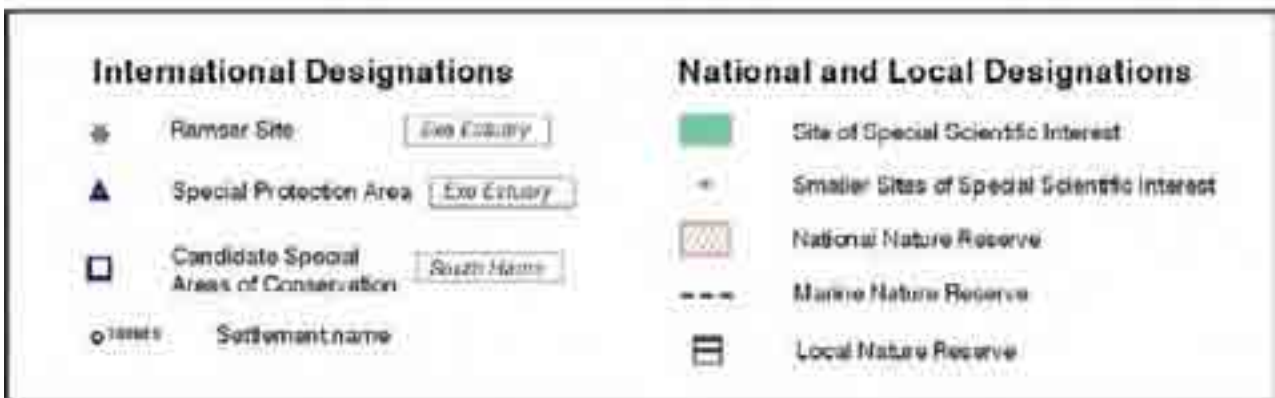 International Designations
Ramsar Site
Exe Estuary
Special Protection Area
Exe Estuary
Candidate Special
Areas of Conservation
South Hams
Settlement name
National and Local Designations
Site of Special Scientific Interest
Smaller Sites of Special Scientific Interest
National Nature Reserve
Marine Nature Reserve
Local Nature Reserve